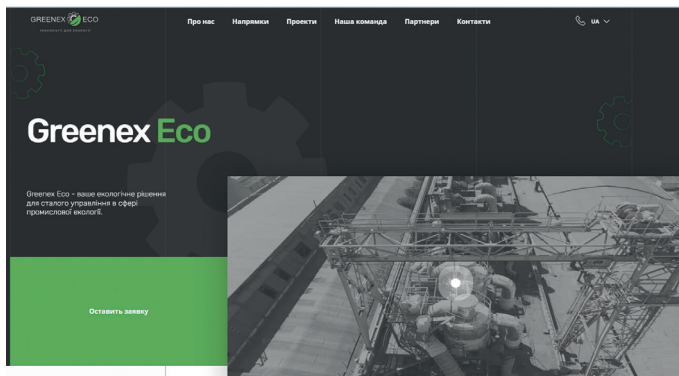 GREENEX ECO
Про нас Напрямки Проекти Наша команда Партнери Контакти
UA
Greenex Eco
Greenex Eco - ваше екологічне рішення
для сталого управління в сфері
промислової екології.
Оставить заявку